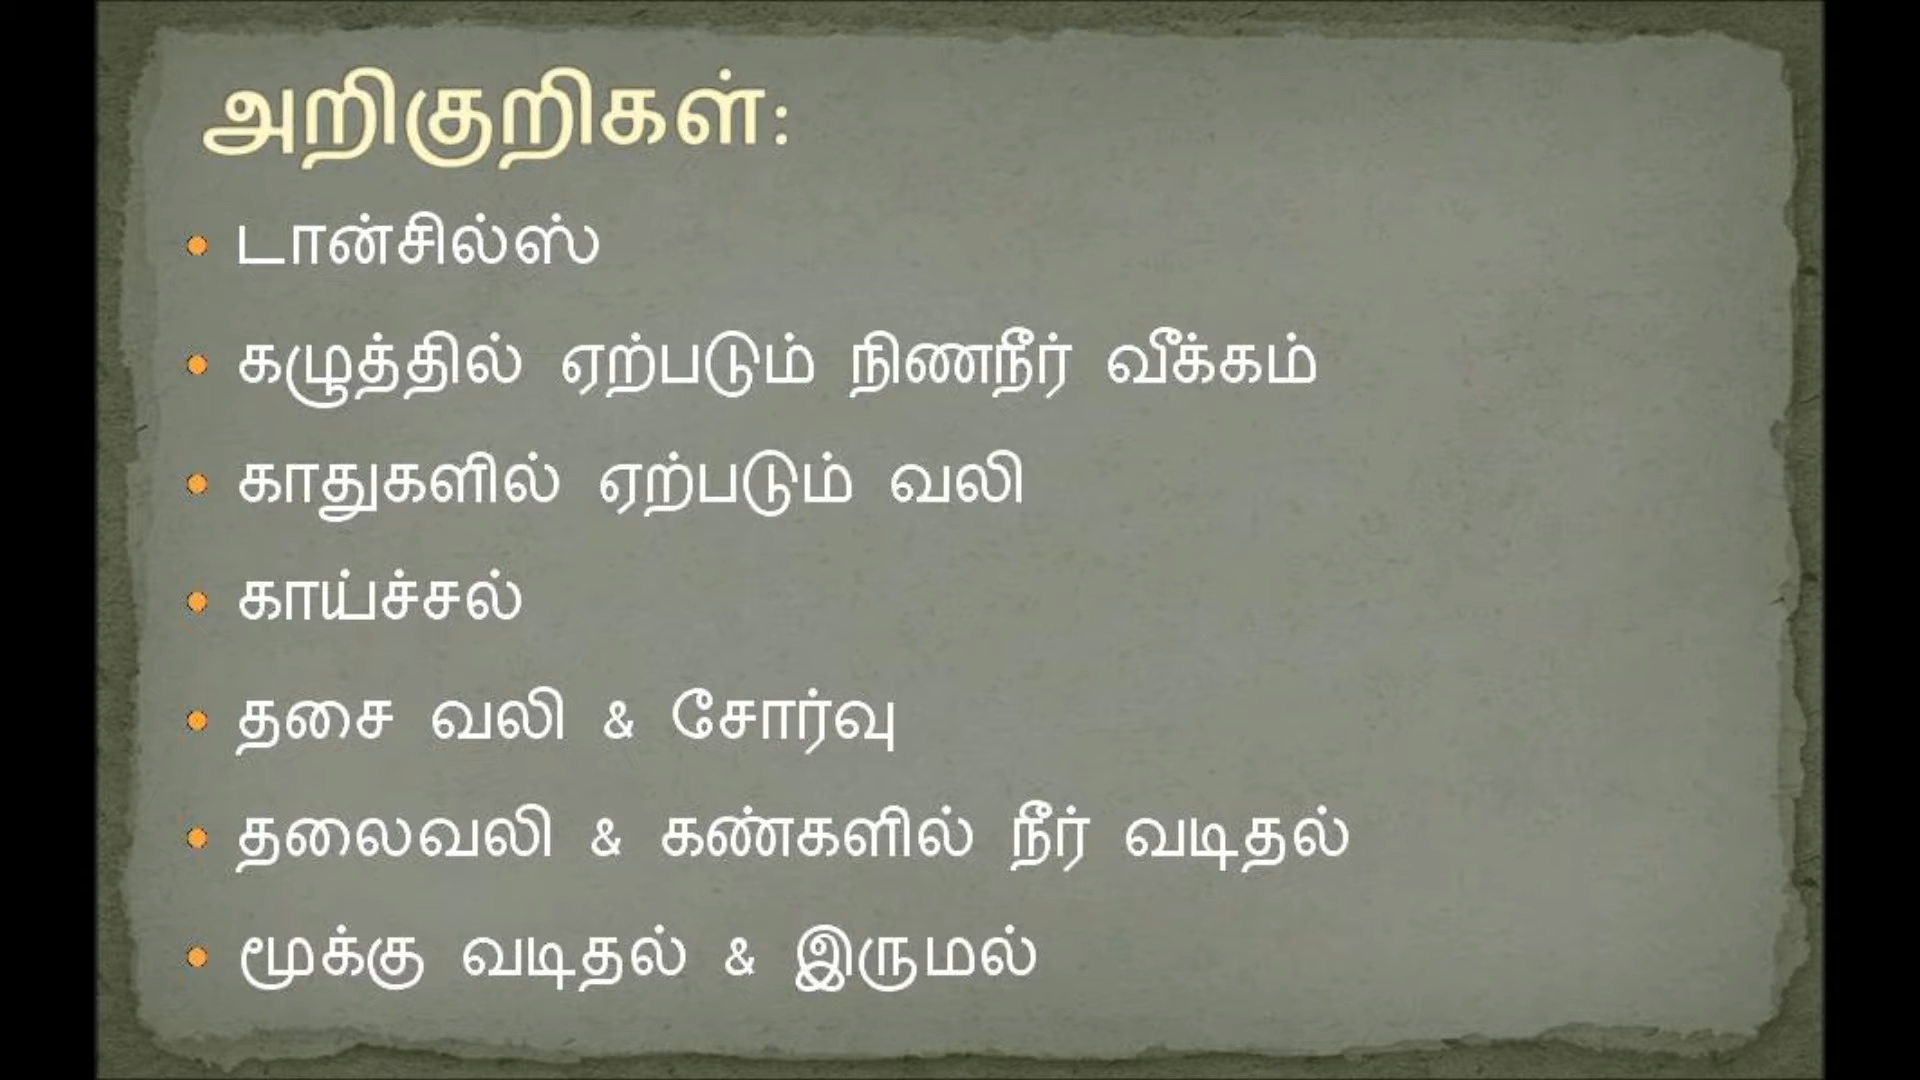 அறிகுறிகள்:
• டான்சில்ஸ்
• கழுத்தில் ஏற்படும் நிணநீர் வீக்கம்
• காதுகளில் ஏற்படும் வலி
• காய்ச்சல்
• தசை வலி & சோர்வு
• தலைவலி & கண்களில் நீர் வடிதல்
• மூக்கு வடிதல் & இருமல்